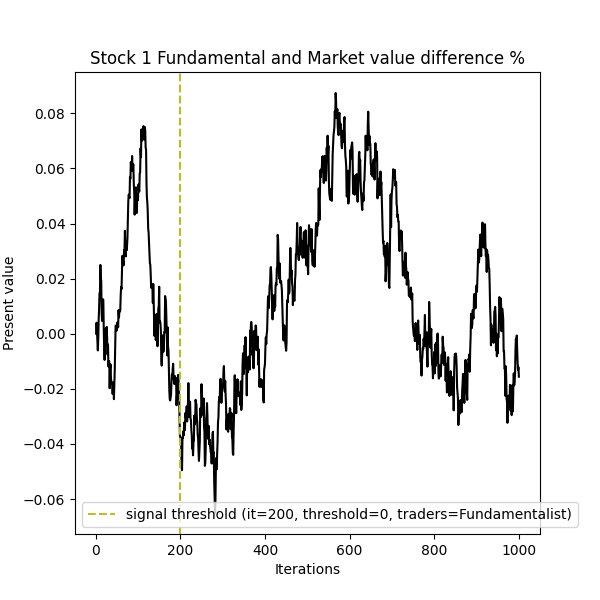 Stock 1 Fundamental and Market value difference %
0.08
0.06
0.04
0.02
0.00
−0.02
−0.04
−0.06
Present value
signal threshold (it=200, threshold=0, traders=Fundamentalist)
0 200 400 600 800 1000
Iterations